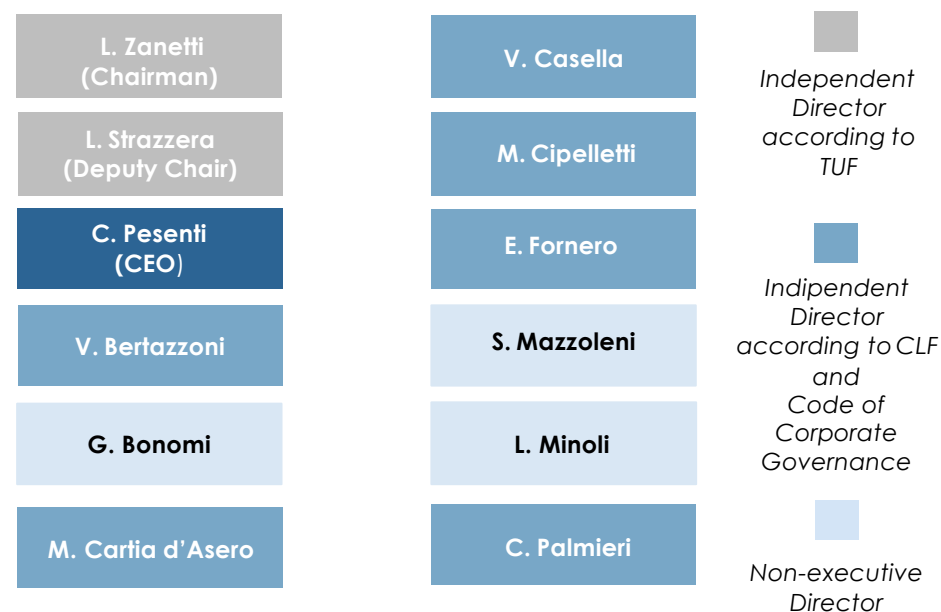 L. Zanetti
(Chairman)
L. Strazzera
(Deputy Chair)
C. Pesenti
(CEO)
V. Bertazzoni
G. Bonomi
M. Cartia d’Asero
V. Casella
M. Cipelletti
E. Fornero
S. Mazzoleni
L. Minoli
C. Palmieri
Independent
Director
according to
TUF
Indipendent
Director
according to CLF
and
Code of
Corporate
Governance
Non-executive
Director